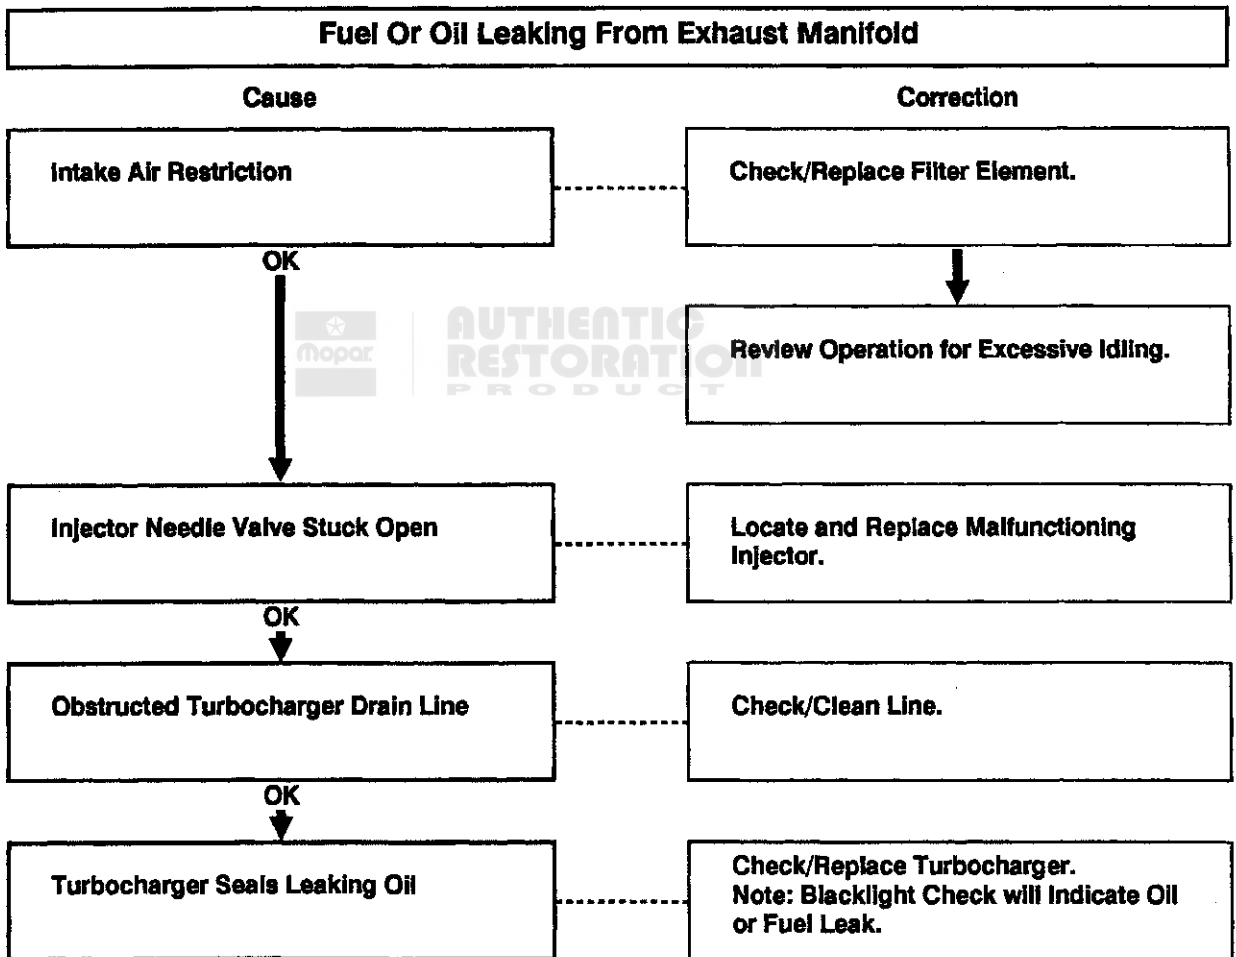 Fuel Or Oil Leaking From Exhaust Manifold
Cause
Correction
Intake Air Restriction
Check/Replace Filter Element.
OK
Mopar
AUTHENTIC
RESTORATION
PRODUCT
Review Operation for Excessive Idling.
Injector Needle Valve Stuck Open
Locate and Replace Malfunctioning
Injector.
OK
Obstructed Turbocharger Drain Line
Check/Clean Line.
OK
Turbocharger Seals Leaking Oil
Check/Replace Turbocharger.
Note: Blacklight Check will Indicate Oil
or Fuel Leak.